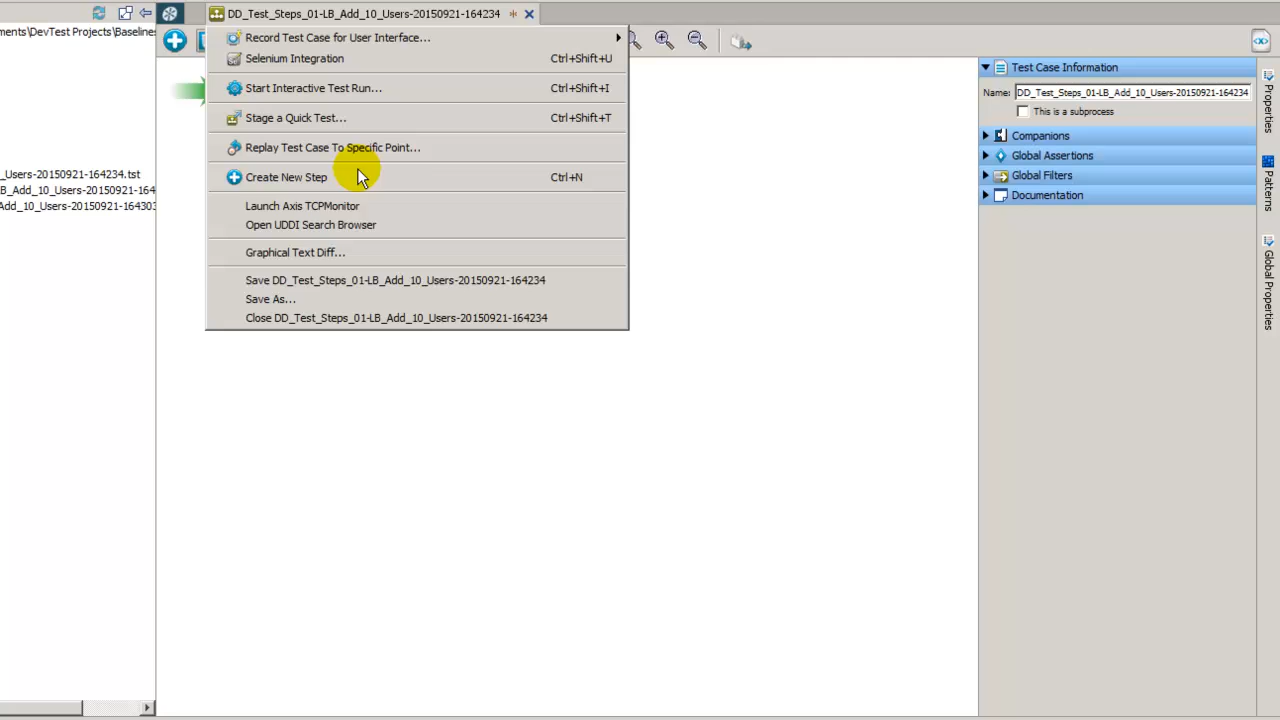 DD_Test_Steps_01-LB_Add_10_Users-20150921-164234
ments\DevTest Projects\Baselines
_Users-20150921-164234.tst
B_Add_10_Users-20150921-164
Add_10_Users-20150921-164303
Record Test Case for User Interface...
Selenium Integration Ctrl+Shift+U
Start Interactive Test Run... Ctrl+Shift+I
Stage a Quick Test... Ctrl+Shift+T
Replay Test Case To Specific Point...
Create New Step Ctrl+N
Launch Axis TCPMonitor
Open UDDI Search Browser
Graphical Text Diff...
Save DD_Test_Steps_01-LB_Add_10_Users-20150921-164234
Save As...
Close DD_Test_Steps_01-LB_Add_10_Users-20150921-164234
Test Case Information
Name: DD_Test_Steps_01-LB_Add_10_Users-20150921-164234
This is a subprocess
Companions
Global Assertions
Global Filters
Documentation
Properties
Patterns
Global Properties